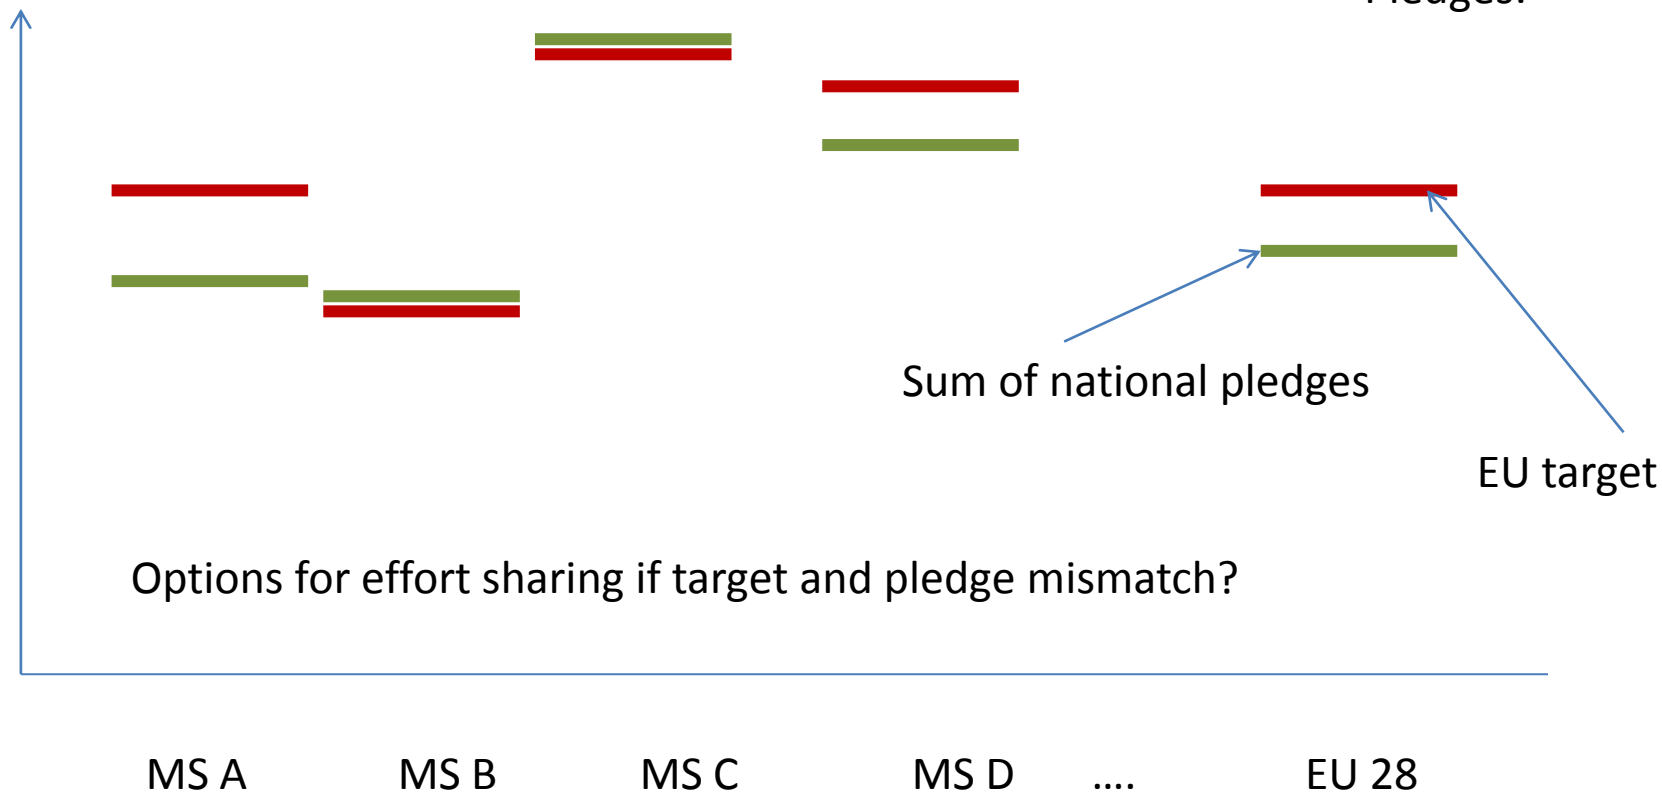 Pledges.
Sum of national pledges
EU target
Options for effort sharing if target and pledge mismatch?
MS A MS B MS C MS D .... EU 28